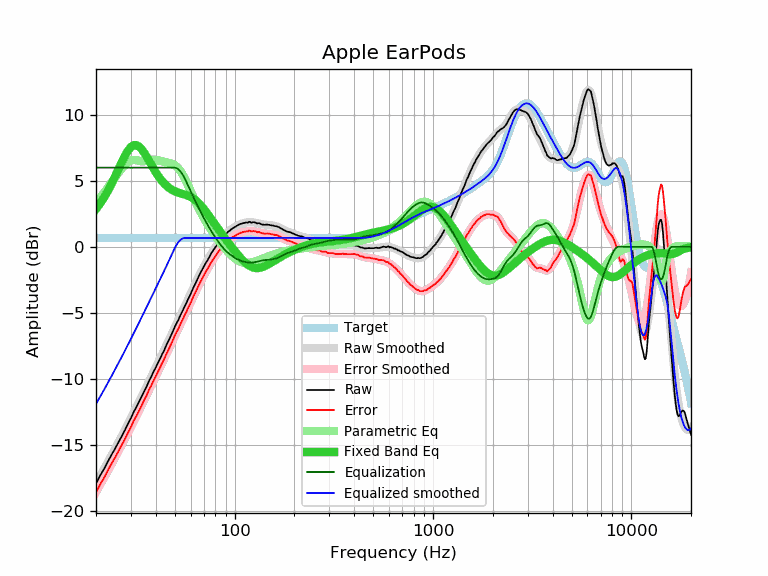 Apple EarPods
Amplitude (dBr)
10
5
0
−5
−10
−15
−20
Target
Raw Smoothed
Error Smoothed
Raw
Error
Parametric Eq
Fixed Band Eq
Equalization
Equalized smoothed
100
1000
10000
Frequency (Hz)